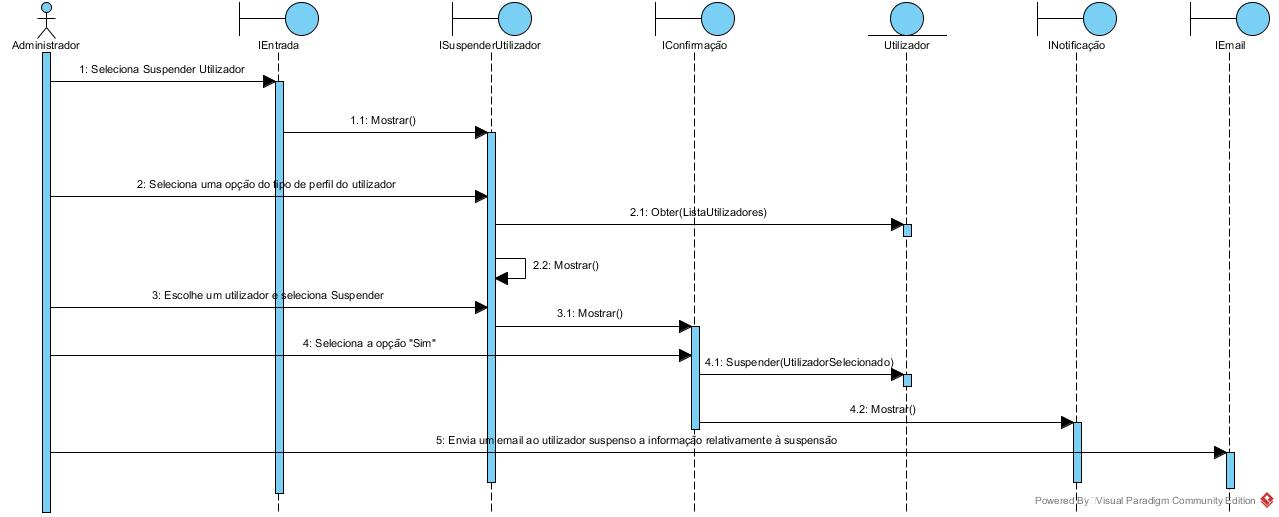 Administrador
IEntrada
ISuspenderUtilizador
IConfirmação
Utilizador
INotificação
IEmail
1: Seleciona Suspender Utilizador
1.1: Mostrar()
2: Seleciona uma opção do tipo de perfil do utilizador
2.1: Obter(ListaUtilizadores)
2.2: Mostrar()
3: Escolhe um utilizador e seleciona Suspender
3.1: Mostrar()
4: Seleciona a opção "Sim"
4.1: Suspender(UtilizadorSelecionado)
4.2: Mostrar()
5: Envia um email ao utilizador suspenso a informação relativamente à suspensão
Powered By Visual Paradigm Community Edition